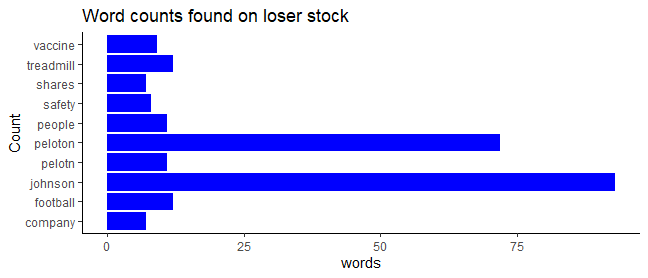 Word counts found on loser stock
Count
vaccine
treadmill
shares
safety
people
peloton
pelotn
johnson
football
company
0 25 50 75
words